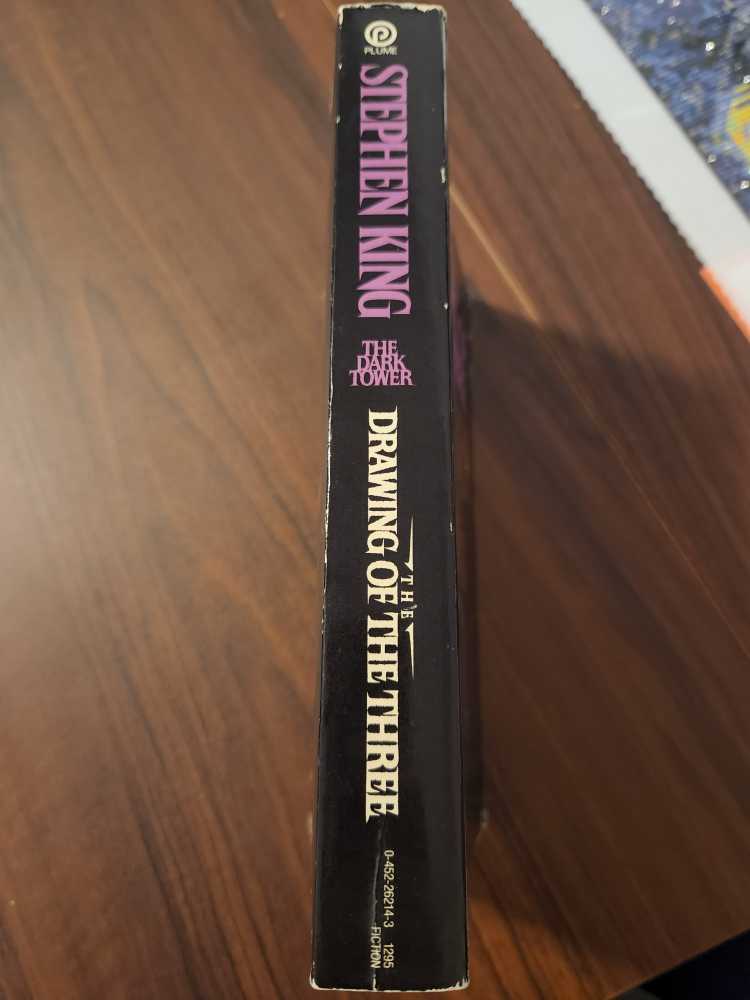 PLUME
STEPHEN KING
THE
DARK
TOWER
THE
DRAWING OF THE THREE
0-452-26214-3 1295
FICTION